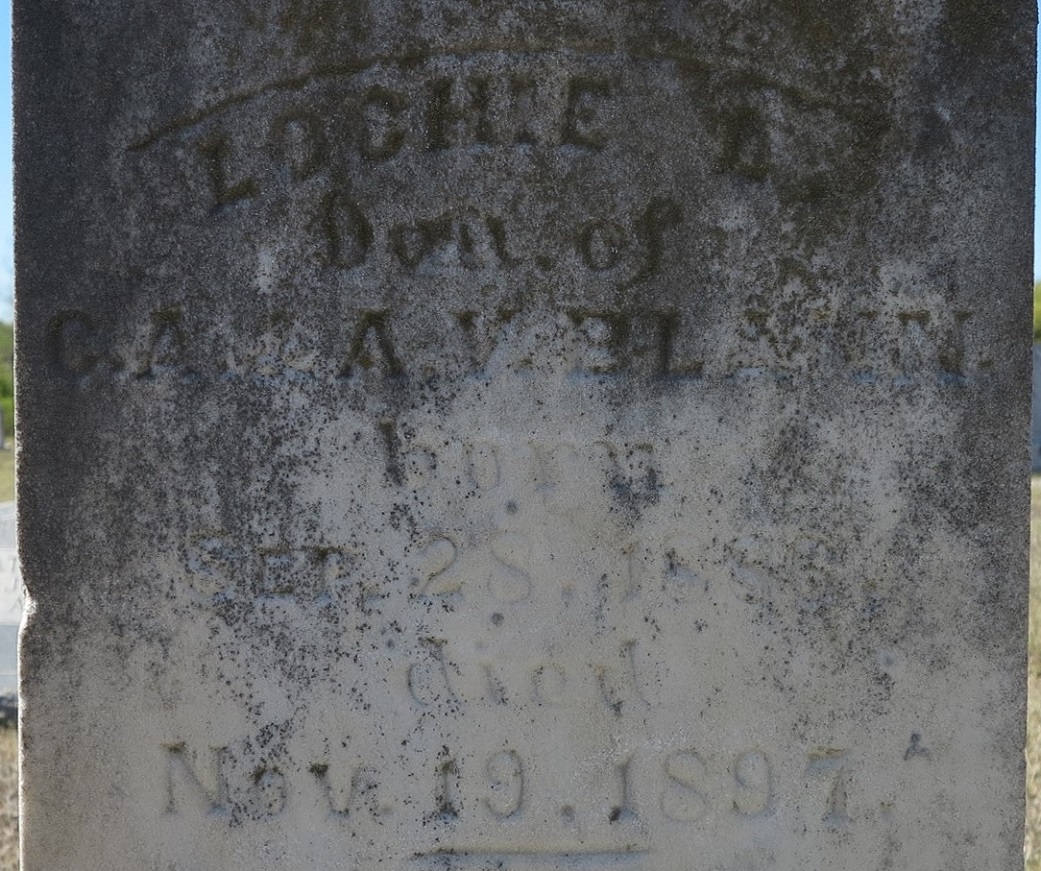 LOCHIE B
Dau. of
C. A. & A. V.
born
SEP. 28. 
died
Nov. 19. 1897.